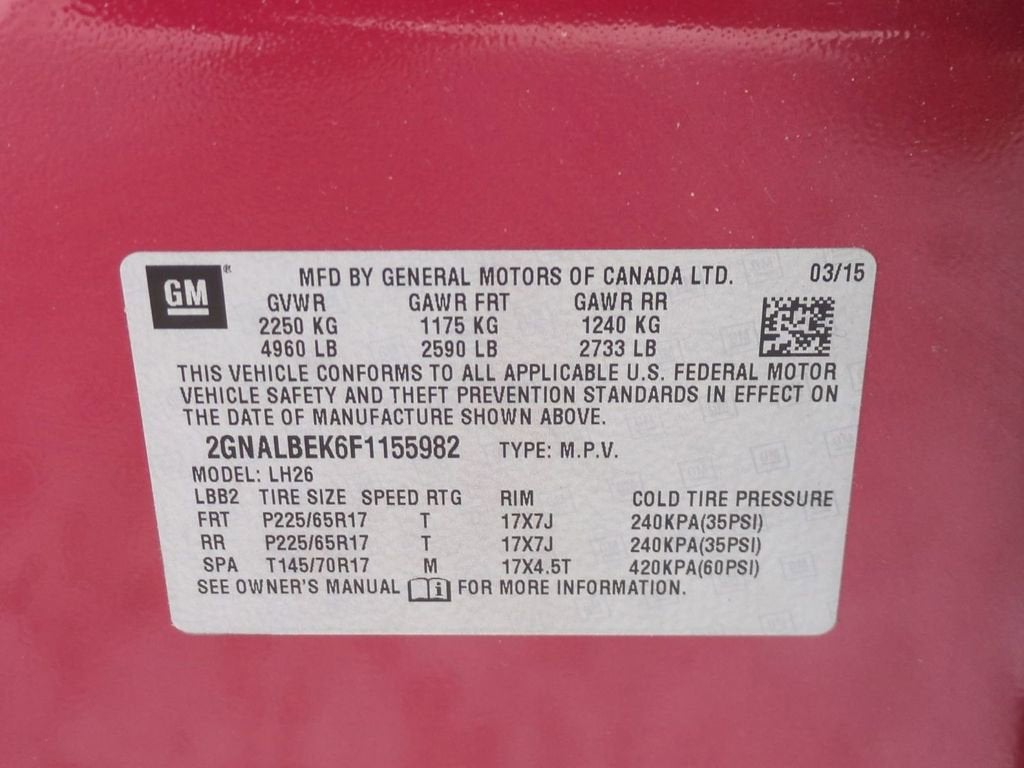 GM® MFD BY GENERAL MOTORS OF CANADA LTD. 03/15
GVWR GAWR FRT GAWR RR
2250 KG 1175 KG 1240 KG
4960 LB 2590 LB 2733 LB
THIS VEHICLE CONFORMS TO ALL APPLICABLE U.S. FEDERAL MOTOR
VEHICLE SAFETY AND THEFT PREVENTION STANDARDS IN EFFECT ON
THE DATE OF MANUFACTURE SHOWN ABOVE.
2GNALBEK6F1155982 TYPE: M.P.V.
MODEL: LH26
LBB2 TIRE SIZE SPEED RTG RIM COLD TIRE PRESSURE
FRT P225/65R17 T 17X7J 240KPA(35PSI)
RR P225/65R17 T 17X7J 240KPA(35PSI)
SPA T145/70R17 M 17X4.5T 420KPA(60PSI)
SEE OWNER'S MANUAL i FOR MORE INFORMATION.